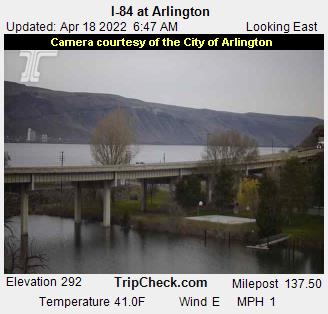 I-84 at Arlington
Updated: Apr 18 2022 6:47 AM Looking East
Camera courtesy of the City of Arlington
Elevation 292 TripCheck.com Milepost 137.50
Temperature 41.0F Wind E MPH 1